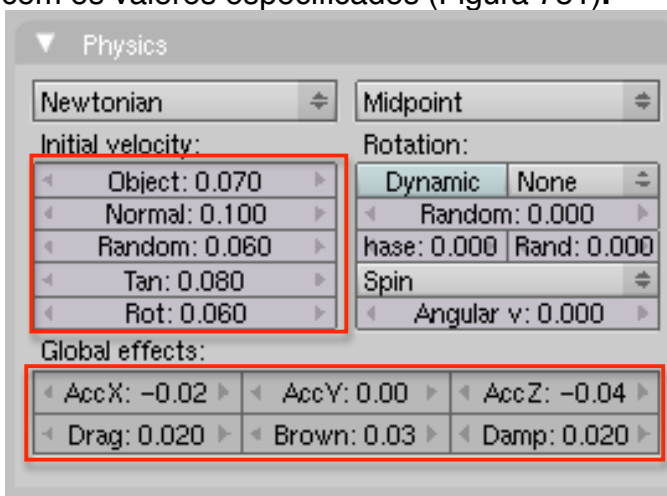 com os valores especificados (Figura 781).
Physics
Newtonian
Midpoint
Initial velocity:
Rotation:
Object: 0.070
Dynamic
None
Normal: 0.100
Random: 0.000
Random: 0.060
hase: 0.000
Rand: 0.000
Tan: 0.080
Spin
Rot: 0.060
Angular v: 0.000
Global effects:
AccX: -0.02
AccY: 0.00
AccZ: -0.04
Drag: 0.020
Brown: 0.03
Damp: 0.020